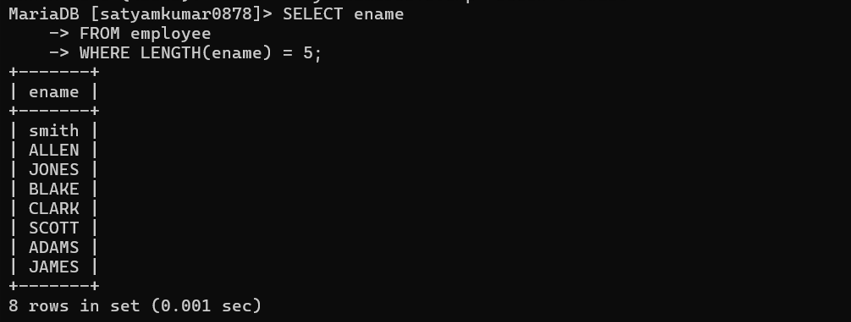 MariaDB [satyamkumar0878]> SELECT ename
    -> FROM employee
    -> WHERE LENGTH(ename) = 5;
+-------+
| ename |
+-------+
| smith |
| ALLEN |
| JONES |
| BLAKE |
| CLARK |
| SCOTT |
| ADAMS |
| JAMES |
+-------+
8 rows in set (0.001 sec)